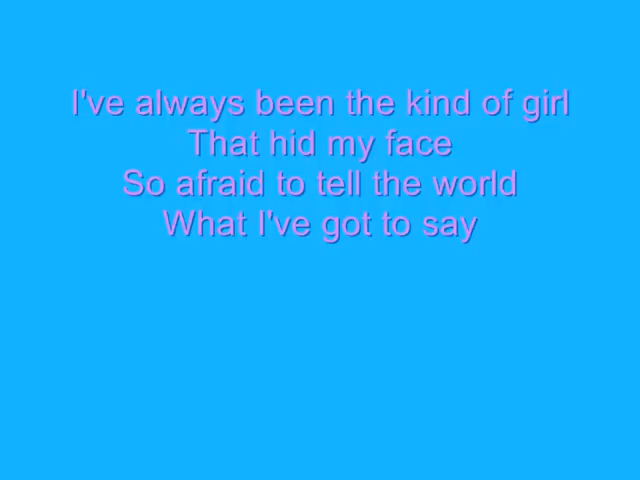 I've always been the kind of girl
That hid my face
So afraid to tell the world
What I've got to say